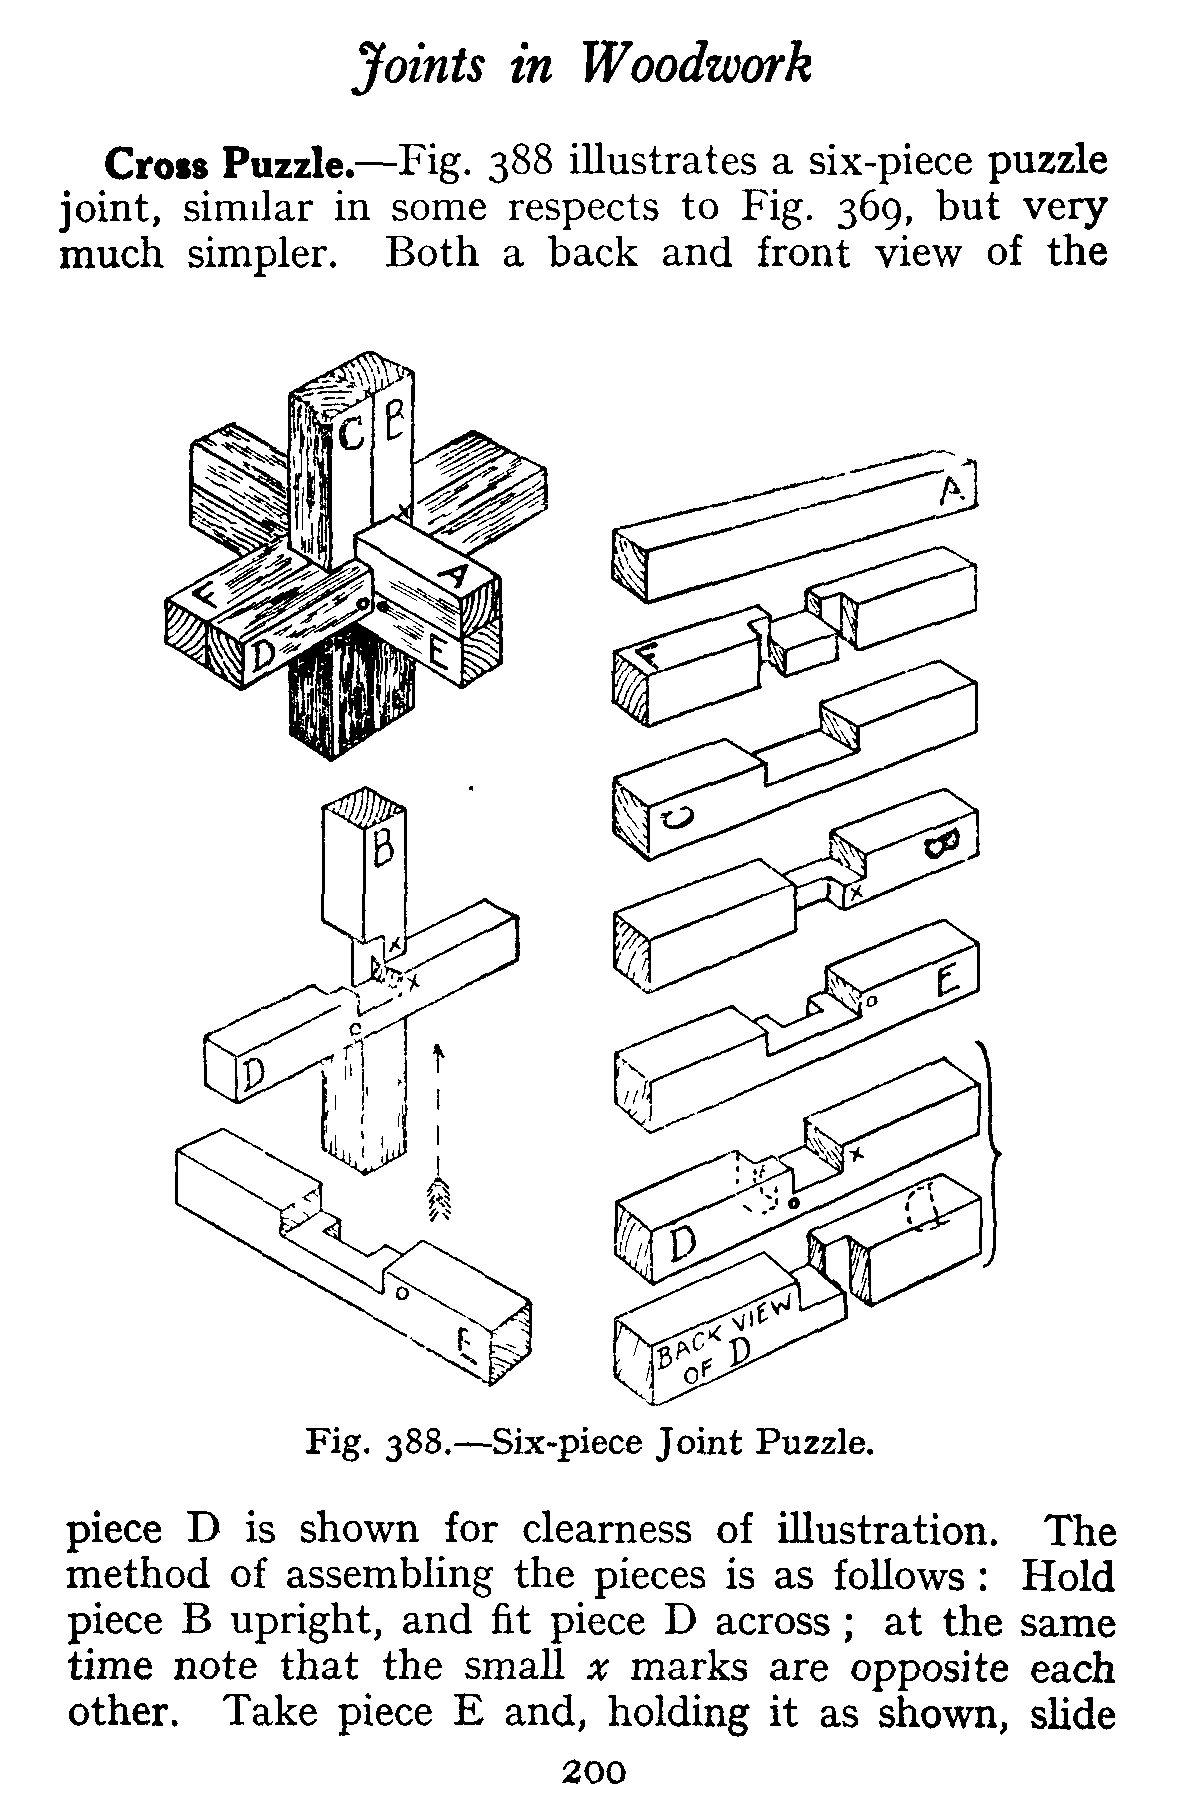 Joints in Woodwork
Cross Puzzle.—Fig. 388 illustrates a six-piece puzzle
joint, similar in some respects to Fig. 369, but very
much simpler. Both a back and front view of the
C B
x
A
F
D
E
A
F
C
B
x
E
o
D
x
o
D
BACK VIEW
OF D
B
x
x
o
D
o
E
Fig. 388.—Six-piece Joint Puzzle.
piece D is shown for clearness of illustration. The
method of assembling the pieces is as follows : Hold
piece B upright, and fit piece D across ; at the same
time note that the small x marks are opposite each
other. Take piece E and, holding it as shown, slide
200